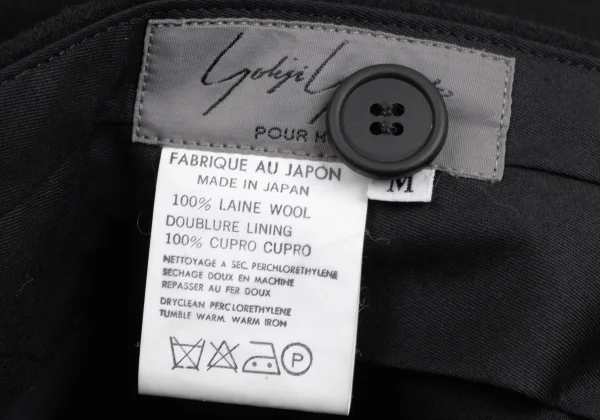 Yohji
POUR
M
FABRIQUE AU JAPON
MADE IN JAPAN
100% LAINE WOOL
DOUBLURE LINING
100% CUPRO CUPRO
NETTOYAGE A SEC. PERCHLORETHYLENE
SECHAGE DOUX EN MACHINE
REPASSER AU FER DOUX
DRYCLEAN PERCLORETHYLENE
TUMBLE WARM. WARM IRON
P